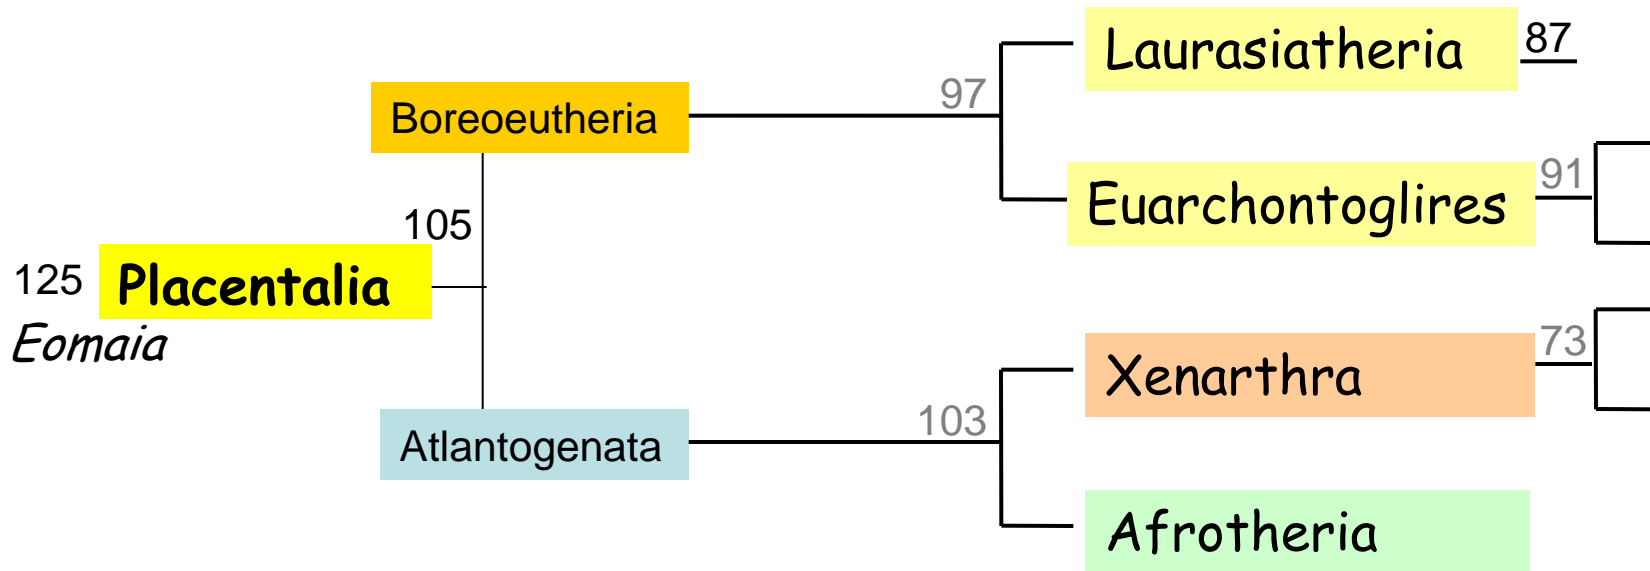 Laurasiatheria 87
97
Boreoeutheria
Euarchontoglires 91
105
125 Placentalia
Eomaia
Xenarthra 73
103
Atlantogenata
Afrotheria